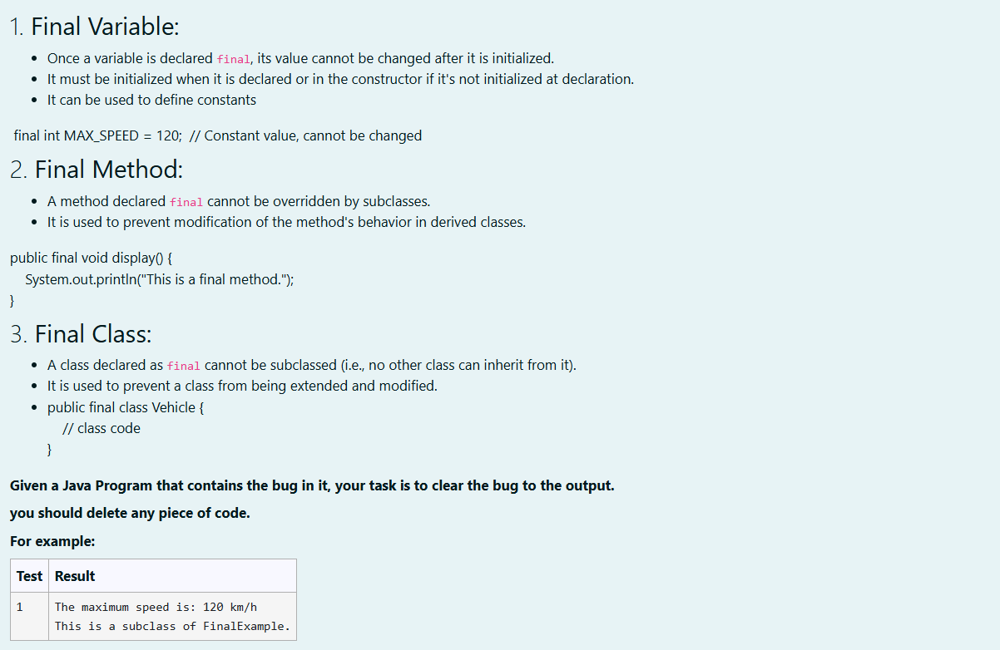 1. Final Variable:
• Once a variable is declared final, its value cannot be changed after it is initialized.
• It must be initialized when it is declared or in the constructor if it's not initialized at declaration.
• It can be used to define constants
final int MAX_SPEED = 120;  // Constant value, cannot be changed
2. Final Method:
• A method declared final cannot be overridden by subclasses.
• It is used to prevent modification of the method's behavior in derived classes.
public final void display() {
    System.out.println("This is a final method.");
}
3. Final Class:
• A class declared as final cannot be subclassed (i.e., no other class can inherit from it).
• It is used to prevent a class from being extended and modified.
• public final class Vehicle {
    // class code
}
Given a Java Program that contains the bug in it, your task is to clear the bug to the output.
you should delete any piece of code.
For example:
Test Result
1 The maximum speed is: 120 km/h
This is a subclass of FinalExample.